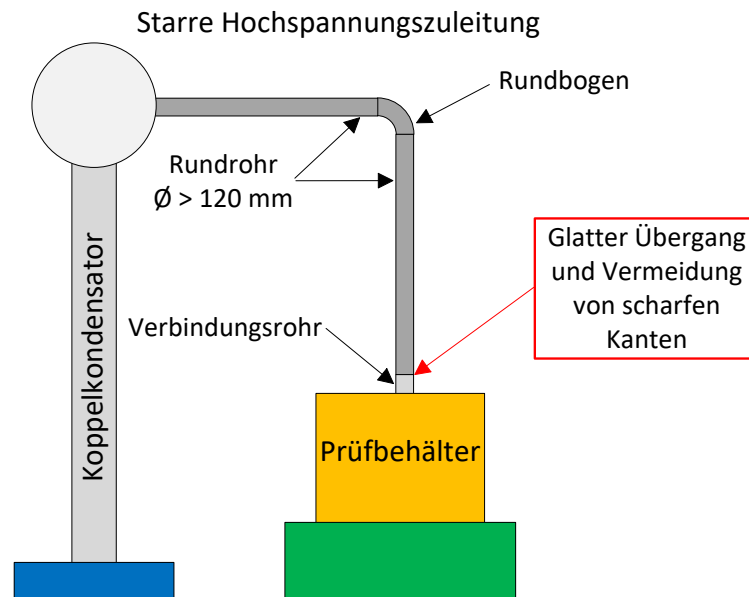 Starre Hochspannungszuleitung
Rundbogen
Rundrohr
Ø > 120 mm
Glatter Übergang
und Vermeidung
von scharfen
Kanten
Verbindungsrohr
Koppelkondensator
Prüfbehälter